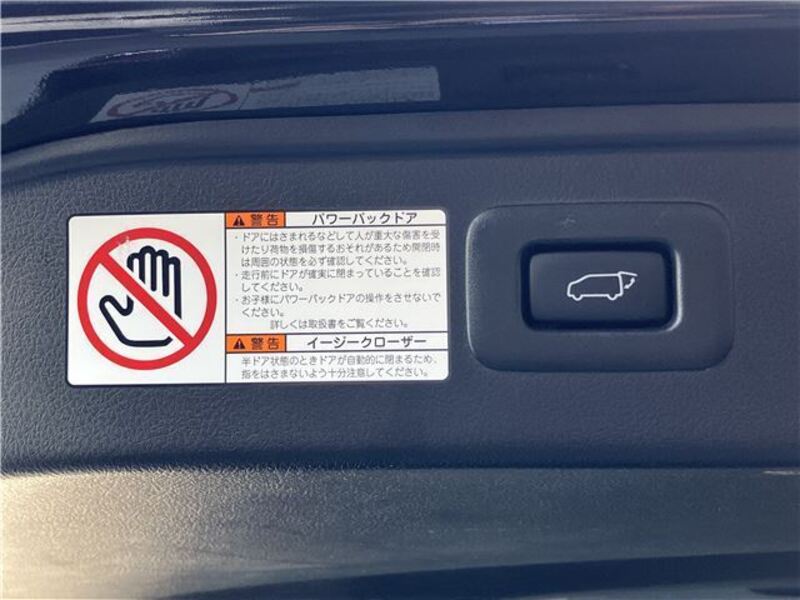 警告 パワーバックドア
・ドアにはさまれるなどして人が重大な傷害を受
けたり荷物を損傷するおそれがあるため開閉時
は周囲の状態を必ず確認してください。
・走行前にドアが確実に閉まっていることを確認
してください。
・お子様にパワーバックドアの操作をさせないで
ください。
詳しくは取扱書をご覧ください。
警告 イージークローザー
半ドア状態のときドアが自動的に閉まるため、
指をはさまないよう十分注意してください。